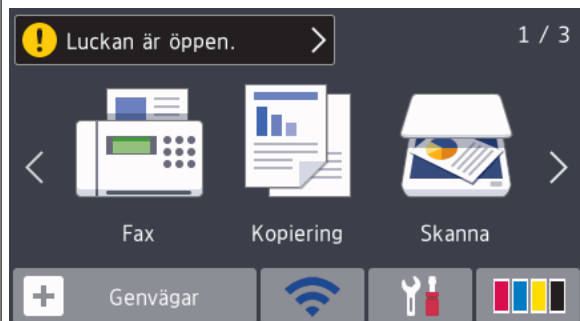 Luckan är öppen.
1 / 3
Fax
Kopiering
Skanna
Genvägar